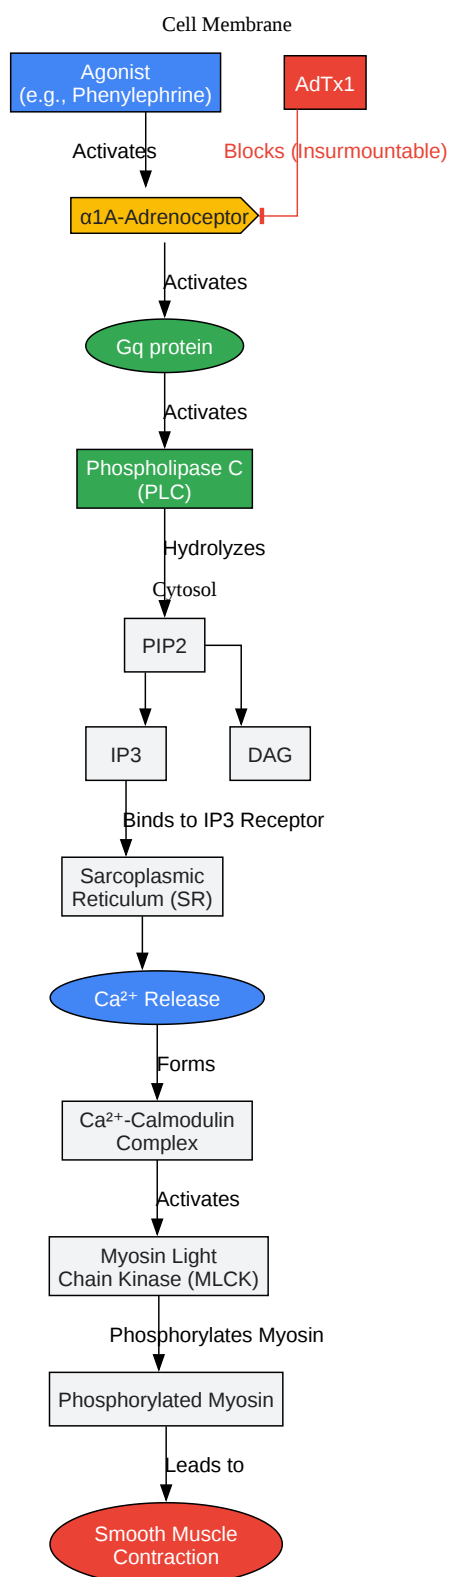 Cell Membrane
Agonist
(e.g., Phenylephrine)
AdTx1
Activates
Blocks (Insurmountable)
α1A-Adrenoceptor
Activates
Gq protein
Activates
Phospholipase C
(PLC)
Hydrolyzes
Cytosol
PIP2
IP3
DAG
Binds to IP3 Receptor
Sarcoplasmic
Reticulum (SR)
Ca²⁺ Release
Forms
Ca²⁺-Calmodulin
Complex
Activates
Myosin Light
Chain Kinase (MLCK)
Phosphorylates Myosin
Phosphorylated Myosin
Leads to
Smooth Muscle
Contraction